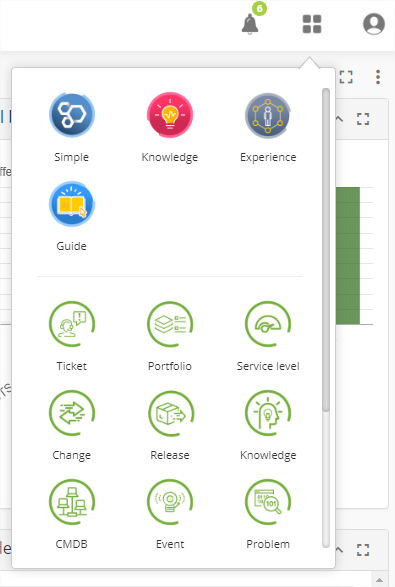 6
Simple
Knowledge
Experience
Guide
Ticket
Portfolio
Service level
Change
Release
Knowledge
CMDB
Event
Problem